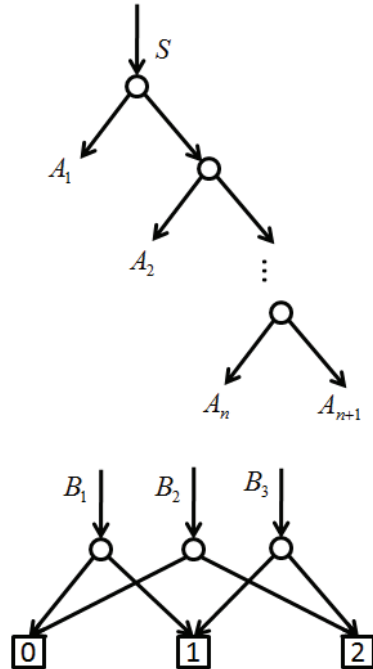 S
A₁
A₂
⋮
Aₙ Aₙ₊₁
B₁ B₂ B₃
0 1 2